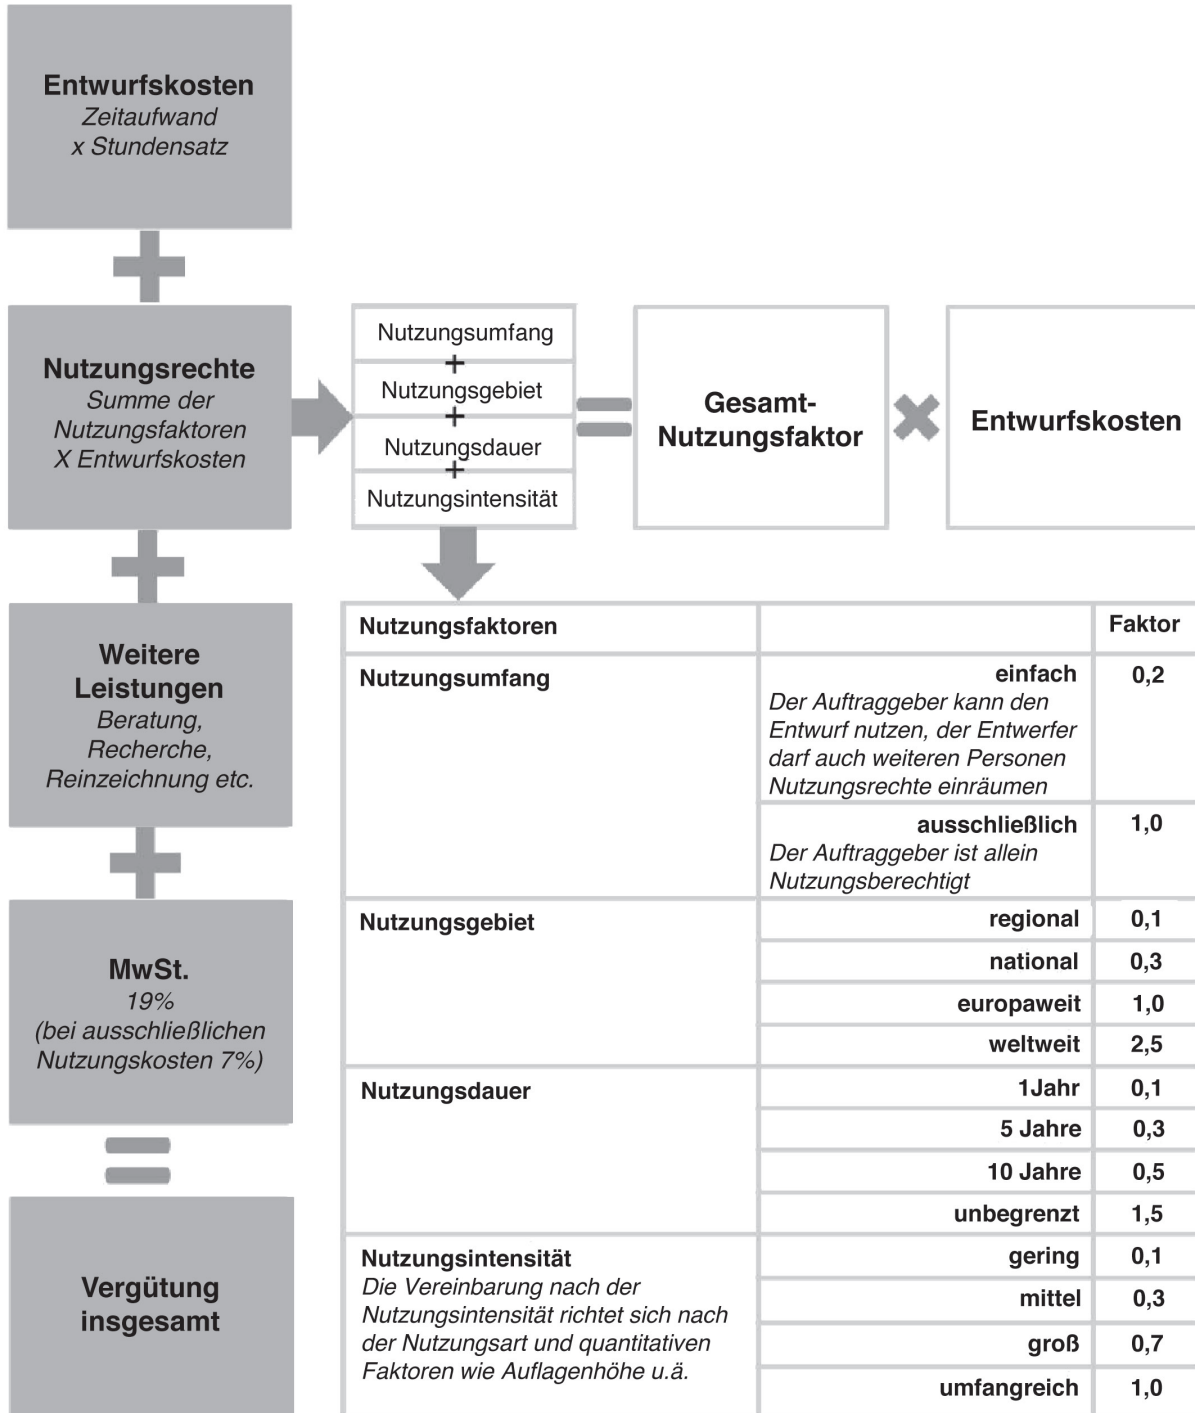 Entwurfskosten
Zeitaufwand
x Stundensatz
+
Nutzungsrechte
Summe der
Nutzungsfaktoren
X Entwurfskosten
Nutzungsumfang
+
Nutzungsgebiet
+
Nutzungsdauer
+
Nutzungsintensität
=
Gesamt-
Nutzungsfaktor
×
Entwurfskosten
+
Weitere
Leistungen
Beratung,
Recherche,
Reinzeichnung etc.
+
MwSt.
19%
(bei ausschließlichen
Nutzungskosten 7%)
=
Vergütung
insgesamt
Nutzungsfaktoren Faktor
Nutzungsumfang einfach 0,2
Der Auftraggeber kann den
Entwurf nutzen, der Entwerfer
darf auch weiteren Personen
Nutzungsrechte einräumen
ausschließlich 1,0
Der Auftraggeber ist allein
Nutzungsberechtigt
Nutzungsgebiet regional 0,1
national 0,3
europaweit 1,0
weltweit 2,5
Nutzungsdauer 1Jahr 0,1
5 Jahre 0,3
10 Jahre 0,5
unbegrenzt 1,5
Nutzungsintensität gering 0,1
Die Vereinbarung nach der
Nutzungsintensität richtet sich nach
der Nutzungsart und quantitativen
Faktoren wie Auflagenhöhe u.ä.
mittel 0,3
groß 0,7
umfangreich 1,0